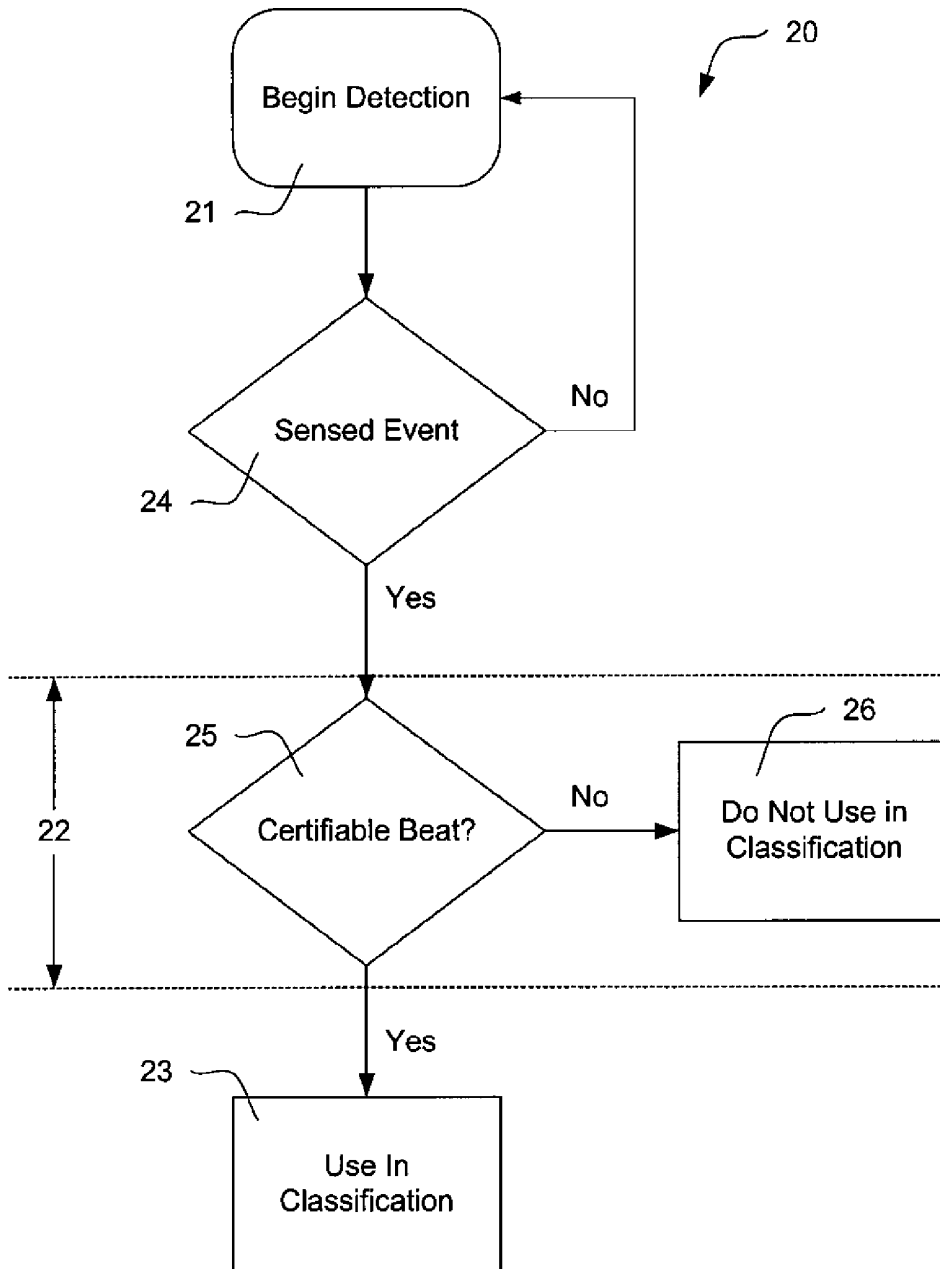 20
Begin Detection
21
No
Sensed Event
24
Yes
26
25
No
Do Not Use in
Classification
22
Certifiable Beat?
Yes
23
Use In
Classification